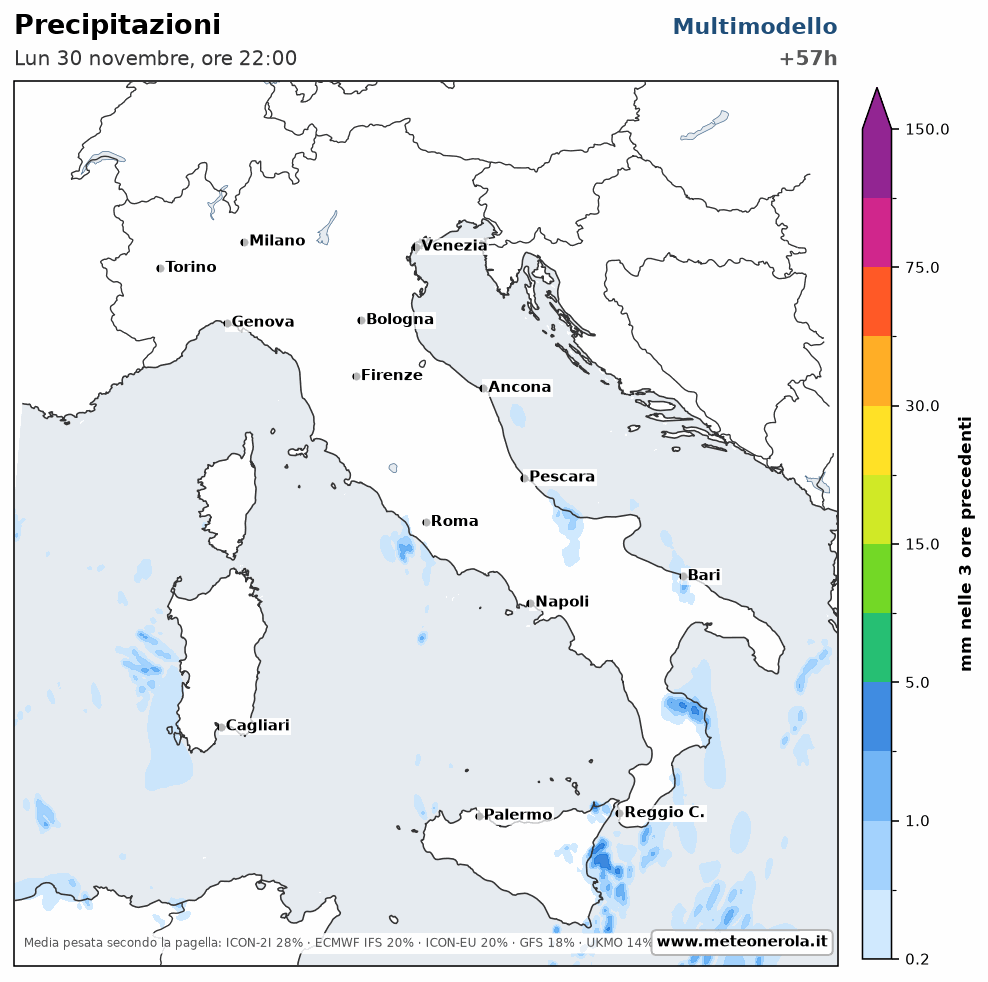 Precipitazioni
Multimodello
Lun 30 novembre, ore 22:00
+57h
150.0
75.0
30.0
15.0
5.0
1.0
0.2
mm nelle 3 ore precedenti
Milano
Venezia
Torino
Genova
Bologna
Firenze
Ancona
Pescara
Roma
Bari
Napoli
Cagliari
Palermo
Reggio C.
Media pesata secondo la pagella: ICON-2I 28% · ECMWF IFS 20% · ICON-EU 20% · GFS 18% · UKMO 14%
www.meteonerola.it